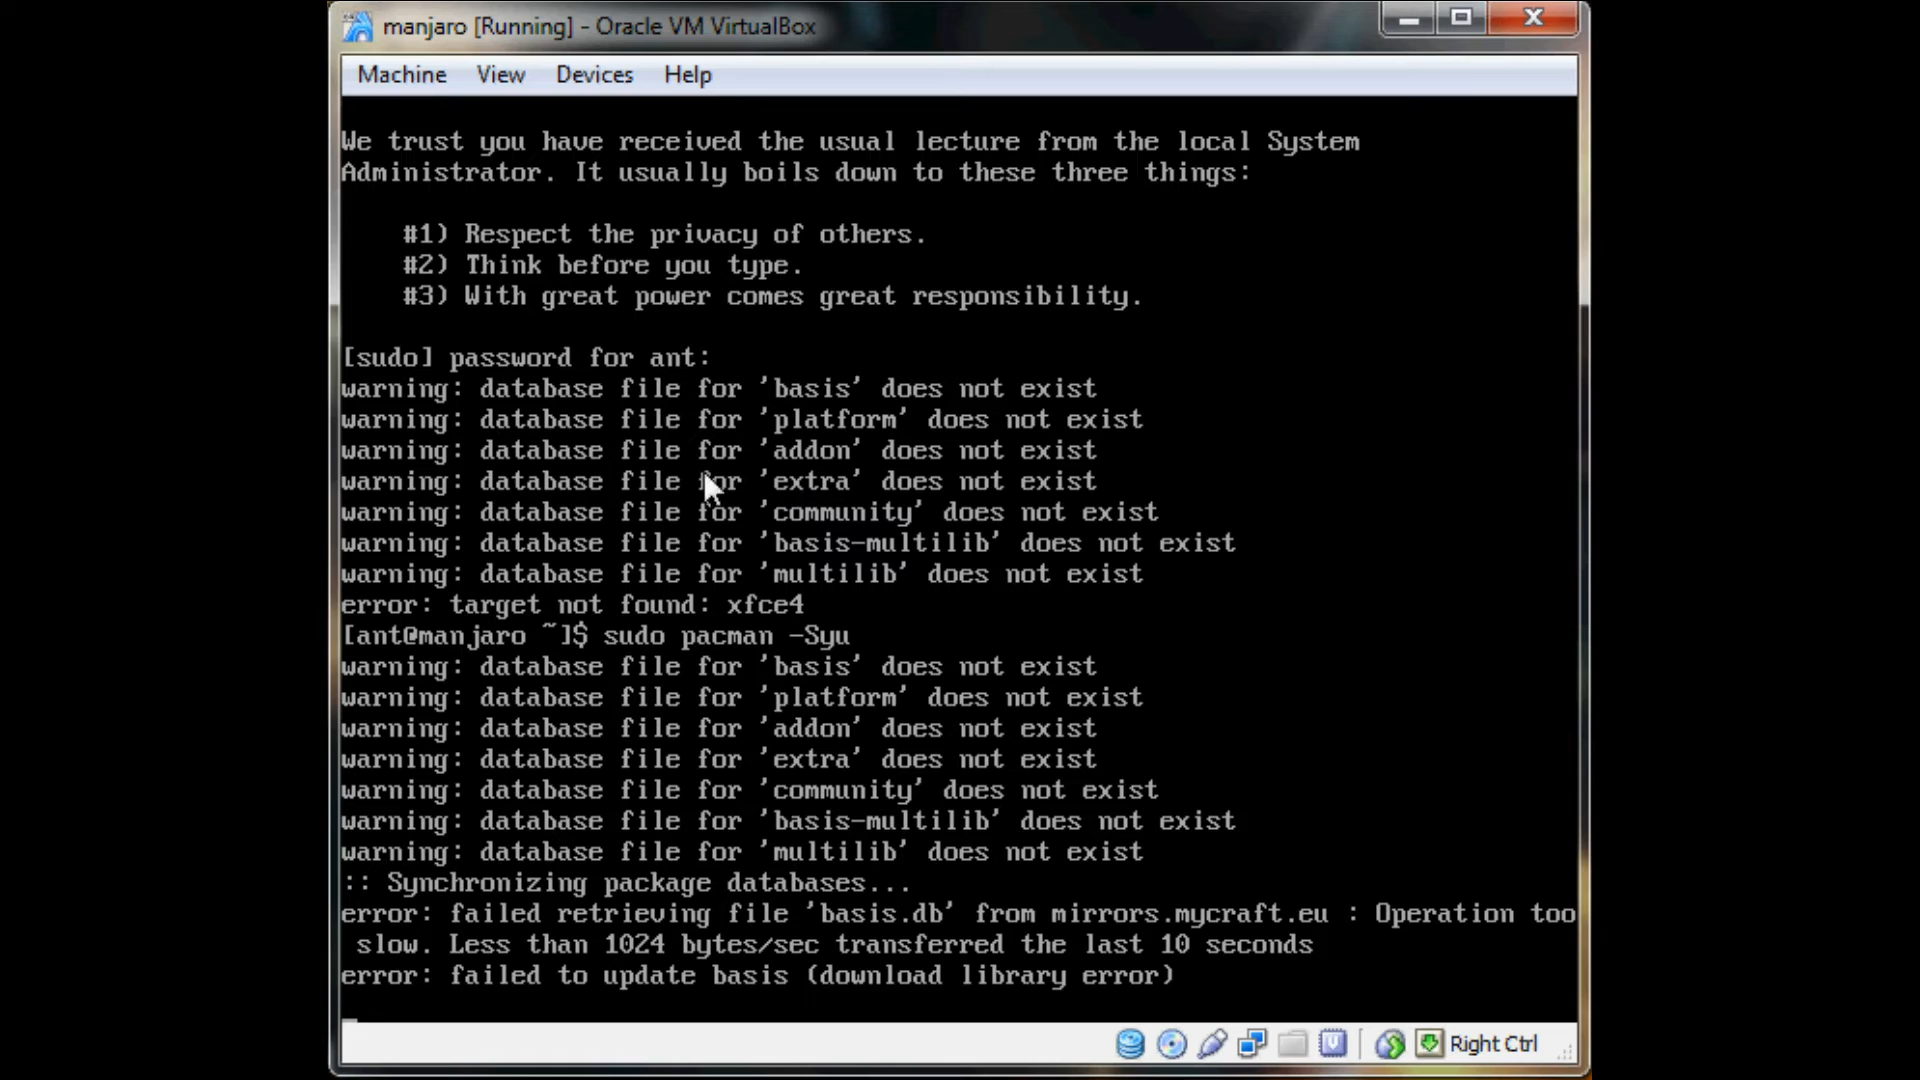 manjaro [Running] - Oracle VM VirtualBox
Machine View Devices Help
We trust you have received the usual lecture from the local System
Administrator. It usually boils down to these three things:
#1) Respect the privacy of others.
#2) Think before you type.
#3) With great power comes great responsibility.
[sudo] password for ant:
warning: database file for 'basis' does not exist
warning: database file for 'platform' does not exist
warning: database file for 'addon' does not exist
warning: database file for 'extra' does not exist
warning: database file for 'community' does not exist
warning: database file for 'basis-multilib' does not exist
warning: database file for 'multilib' does not exist
error: target not found: xfce4
[ant@manjaro ~]$ sudo pacman -Syu
warning: database file for 'basis' does not exist
warning: database file for 'platform' does not exist
warning: database file for 'addon' does not exist
warning: database file for 'extra' does not exist
warning: database file for 'community' does not exist
warning: database file for 'basis-multilib' does not exist
warning: database file for 'multilib' does not exist
:: Synchronizing package databases...
error: failed retrieving file 'basis.db' from mirrors.mycraft.eu : Operation too
slow. Less than 1024 bytes/sec transferred the last 10 seconds
error: failed to update basis (download library error)
Right Ctrl